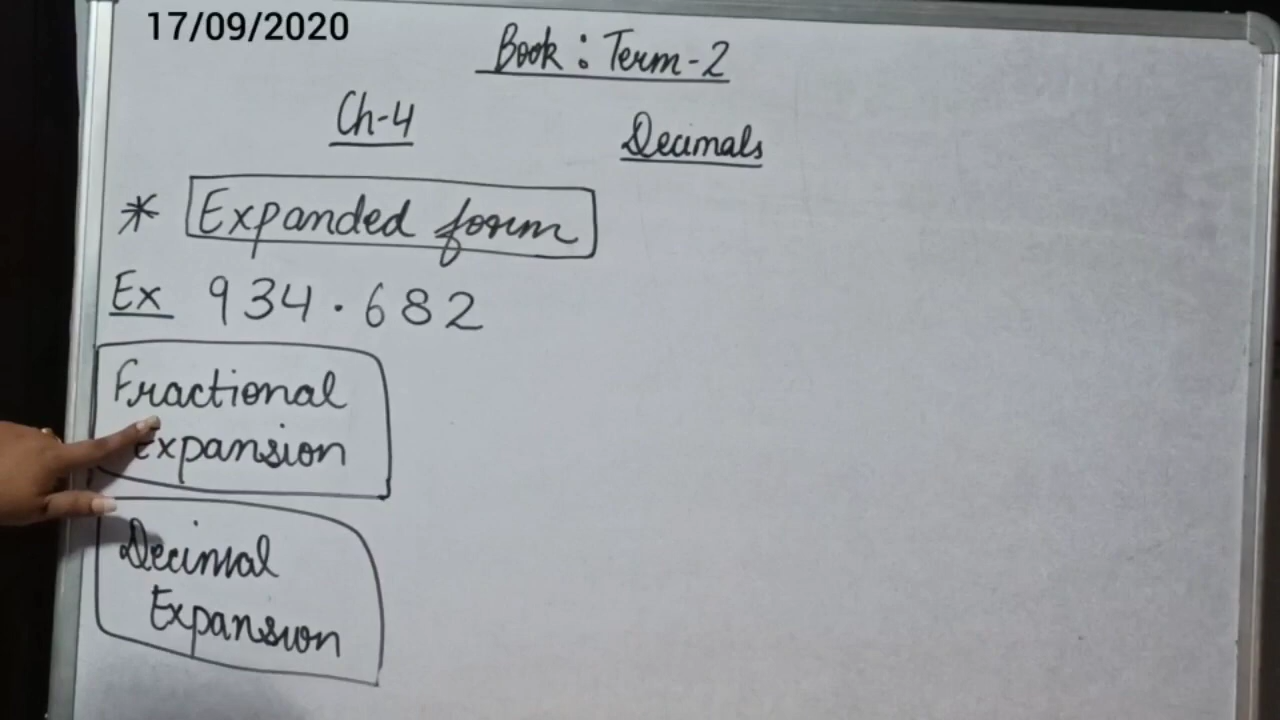 17/09/2020
Book : Term-2
Ch-4 Decimals
* Expanded form
Ex 934.682
Fractional
Expansion
Decimal
Expansion